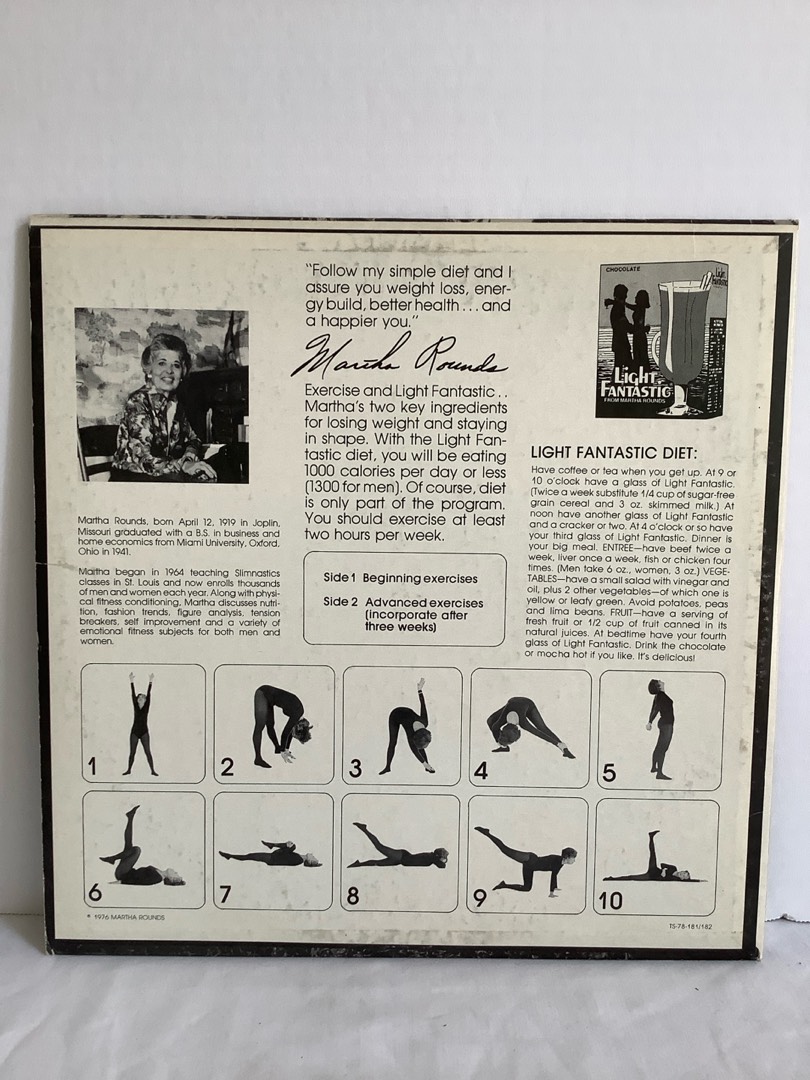 "Follow my simple diet and I
assure you weight loss, ener-
gy build, better health . . . and
a happier you."
Martha Rounds
Exercise and Light Fantastic . .
Martha's two key ingredients
for losing weight and staying
in shape. With the Light Fan-
tastic diet, you will be eating
1000 calories per day or less
(1300 for men). Of course, diet
is only part of the program.
You should exercise at least
two hours per week.
Side 1 Beginning exercises
Side 2 Advanced exercises
(incorporate after
three weeks)
Martha Rounds, born April 12, 1919 in Joplin,
Missouri graduated with a B.S. in business and
home economics from Miami University, Oxford,
Ohio in 1941.
Martha began in 1964 teaching Slimnastics
classes in St. Louis and now enrolls thousands
of men and women each year. Along with physi-
cal fitness conditioning, Martha discusses nutri-
tion, fashion trends, figure analysis, tension
breakers, self improvement and a variety of
emotional fitness subjects for both men and
women.
CHOCOLATE
Light
Fantastic
LIGHT
FANTASTIC
FROM MARTHA ROUNDS
LIGHT FANTASTIC DIET:
Have coffee or tea when you get up. At 9 or
10 o'clock have a glass of Light Fantastic.
(Twice a week substitute 1/4 cup of sugar-free
grain cereal and 3 oz. skimmed milk.) At
noon have another glass of Light Fantastic
and a cracker or two. At 4 o'clock or so have
your third glass of Light Fantastic. Dinner is
your big meal. ENTREE—have beef twice a
week, liver once a week, fish or chicken four
times. (Men take 6 oz., women, 3 oz.) VEGE-
TABLES—have a small salad with vinegar and
oil, plus 2 other vegetables—of which one is
yellow or leafy green. Avoid potatoes, peas
and lima beans. FRUIT—have a serving of
fresh fruit or 1/2 cup of fruit canned in its
natural juices. At bedtime have your fourth
glass of Light Fantastic. Drink the chocolate
or mocha hot if you like. It's delicious!
1
2
3
4
5
6
7
8
9
10
© 1976 MARTHA ROUNDS
TS-78-181/182